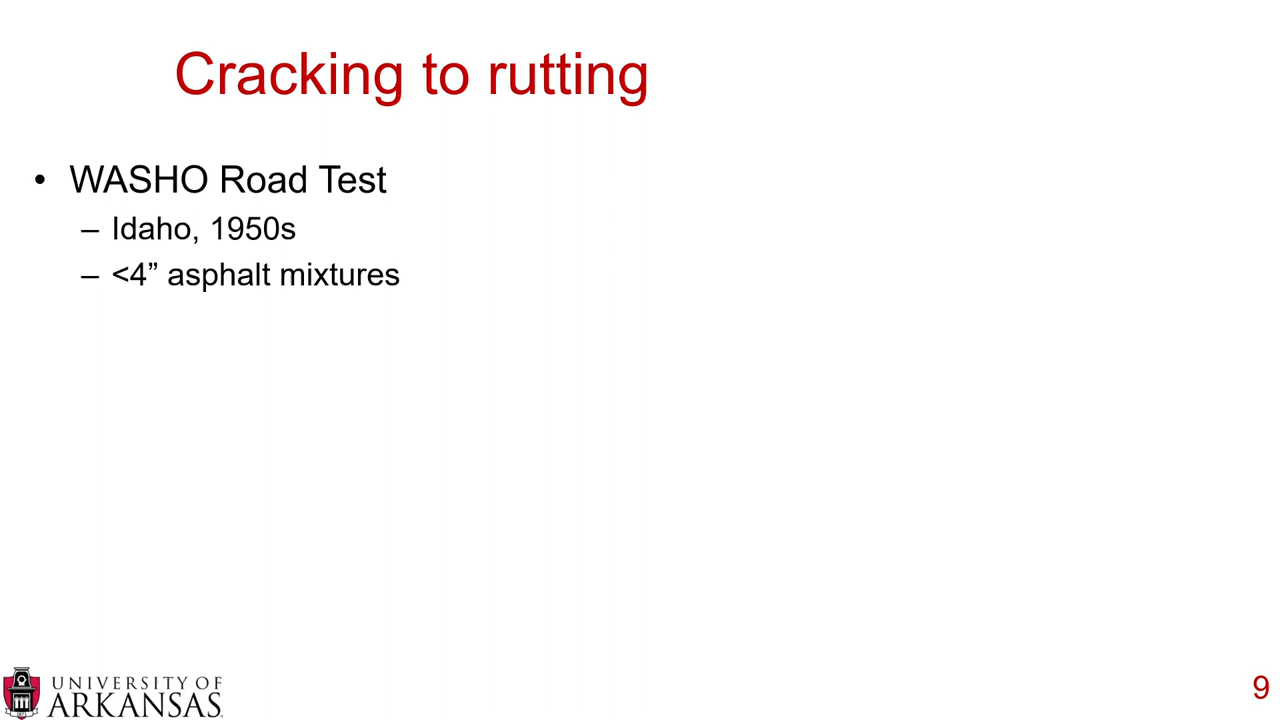 Cracking to rutting
• WASHO Road Test
– Idaho, 1950s
– <4” asphalt mixtures
UNIVERSITY OF
ARKANSAS
9